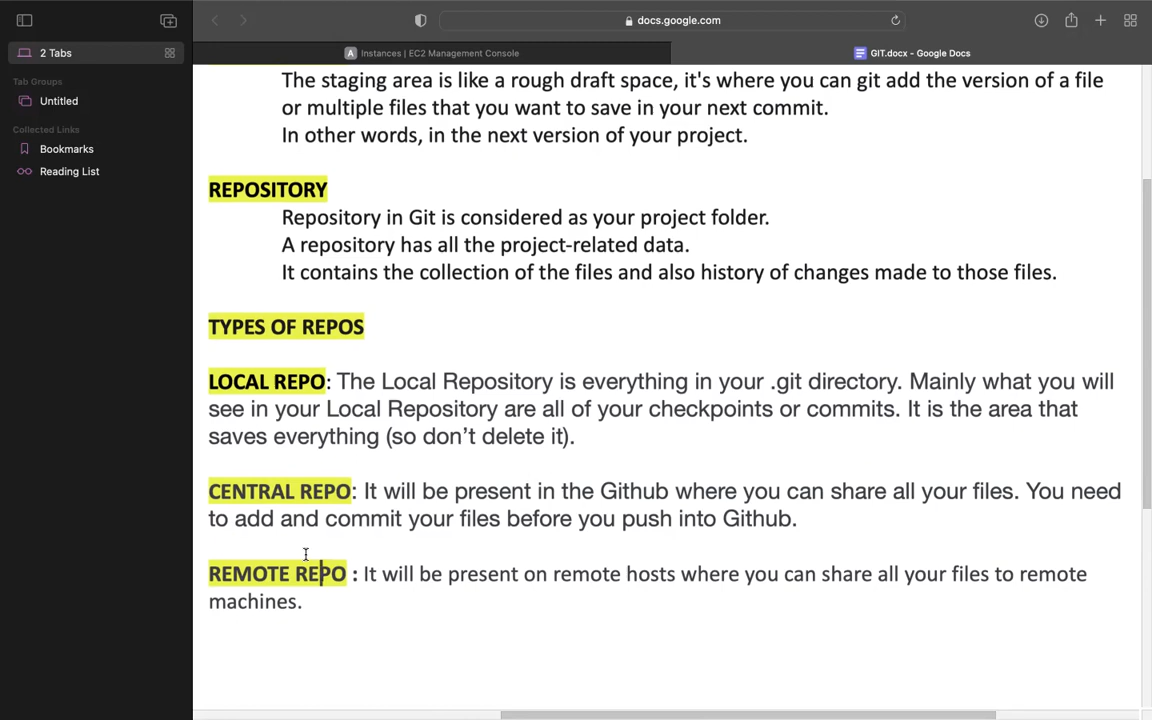 docs.google.com
2 Tabs
Instances | EC2 Management Console
GIT.docx - Google Docs
Tab Groups
Untitled
Collected Links
Bookmarks
Reading List
The staging area is like a rough draft space, it's where you can git add the version of a file
or multiple files that you want to save in your next commit.
In other words, in the next version of your project.
REPOSITORY
Repository in Git is considered as your project folder.
A repository has all the project-related data.
It contains the collection of the files and also history of changes made to those files.
TYPES OF REPOS
LOCAL REPO: The Local Repository is everything in your .git directory. Mainly what you will
see in your Local Repository are all of your checkpoints or commits. It is the area that
saves everything (so don’t delete it).
CENTRAL REPO: It will be present in the Github where you can share all your files. You need
to add and commit your files before you push into Github.
REMOTE REPO : It will be present on remote hosts where you can share all your files to remote
machines.